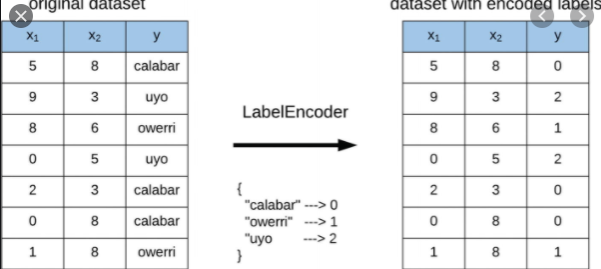 original dataset
x₁ x₂ y
5 8 calabar
9 3 uyo
8 6 owerri
0 5 uyo
2 3 calabar
0 8 calabar
1 8 owerri
LabelEncoder
{
"calabar" ---> 0
"owerri" ---> 1
"uyo ---> 2
}
dataset with encoded labels
x₁ x₂ y
5 8 0
9 3 2
8 6 1
0 5 2
2 3 0
0 8 0
1 8 1